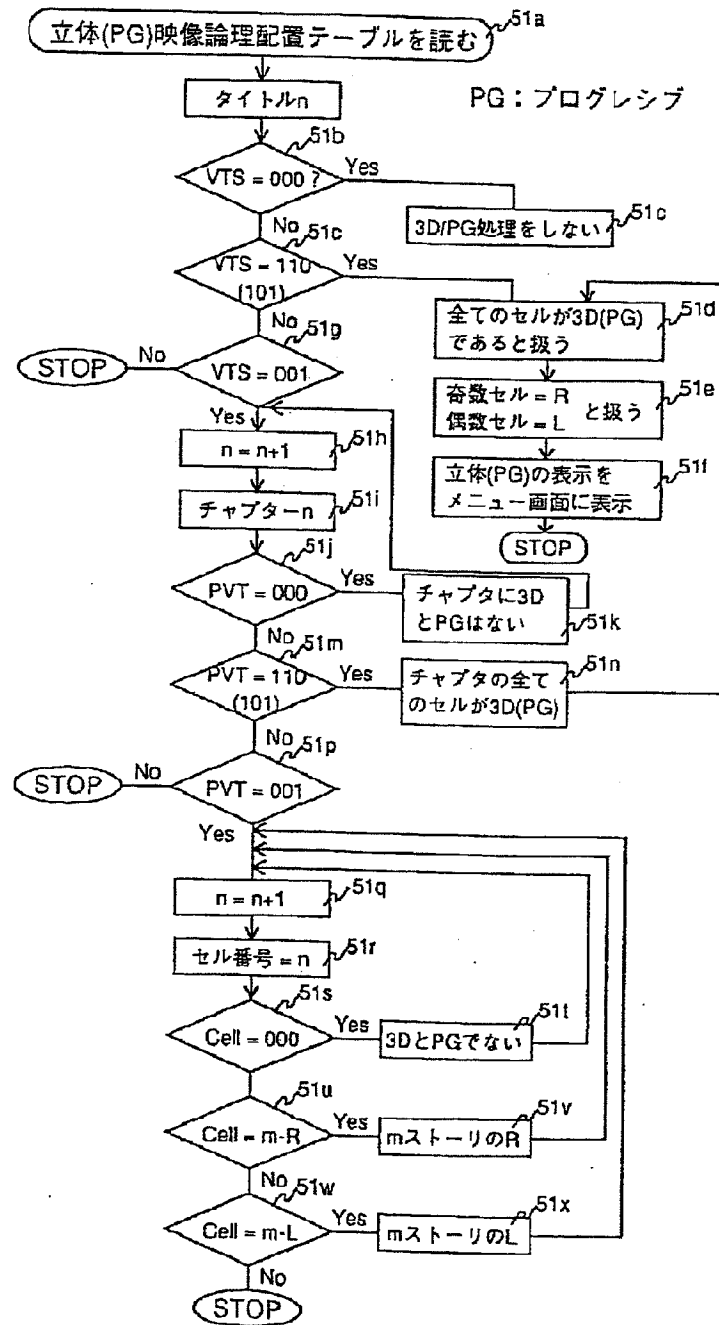 立体(PG)映像論理配置テーブルを読む
51a
タイトルn
PG：プログレシブ
51b
VTS = 000 ?
Yes
No
51c
3D/PG処理をしない
51c
VTS = 110
(101)
Yes
No
51d
全てのセルが3D(PG)
であると扱う
51g
VTS = 001
No
STOP
Yes
51e
奇数セル = R
偶数セル = L
と扱う
51h
n = n+1
51f
立体(PG)の表示を
メニュー画面に表示
51i
チャプターn
STOP
51j
PVT = 000
Yes
チャプタに3D
とPGはない
51k
No
51m
PVT = 110
(101)
Yes
51n
チャプタの全て
のセルが3D(PG)
No
51p
PVT = 001
No
STOP
Yes
51q
n = n+1
51r
セル番号 = n
51s
Cell = 000
Yes
51t
3DとPGでない
51u
Cell = m-R
Yes
51v
mストーリのR
No
51w
Cell = m-L
Yes
51x
mストーリのL
No
STOP